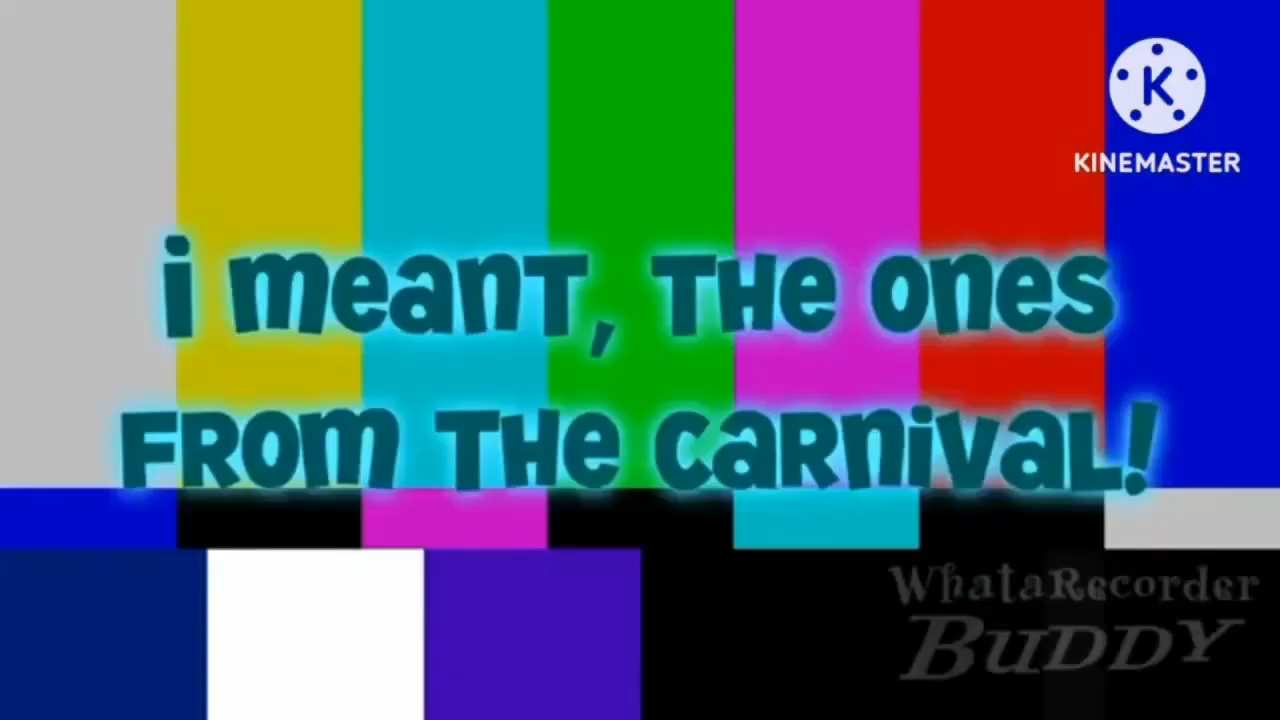 KINEMASTER
i meant, the ones
from the carnival!
WhataRecorder
BUDDY